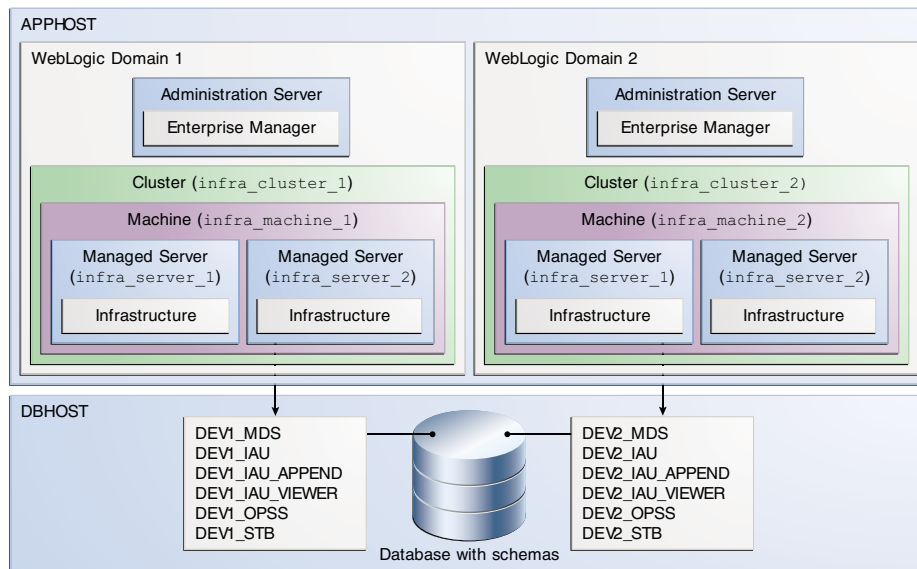 APPHOST
WebLogic Domain 1
Administration Server
Enterprise Manager
Cluster (infra_cluster_1)
Machine (infra_machine_1)
Managed Server
(infra_server_1)
Infrastructure
Managed Server
(infra_server_2)
Infrastructure
WebLogic Domain 2
Administration Server
Enterprise Manager
Cluster (infra_cluster_2)
Machine (infra_machine_2)
Managed Server
(infra_server_1)
Infrastructure
Managed Server
(infra_server_2)
Infrastructure
DBHOST
DEV1_MDS
DEV1_IAU
DEV1_IAU_APPEND
DEV1_IAU_VIEWER
DEV1_OPSS
DEV1_STB
Database with schemas
DEV2_MDS
DEV2_IAU
DEV2_IAU_APPEND
DEV2_IAU_VIEWER
DEV2_OPSS
DEV2_STB